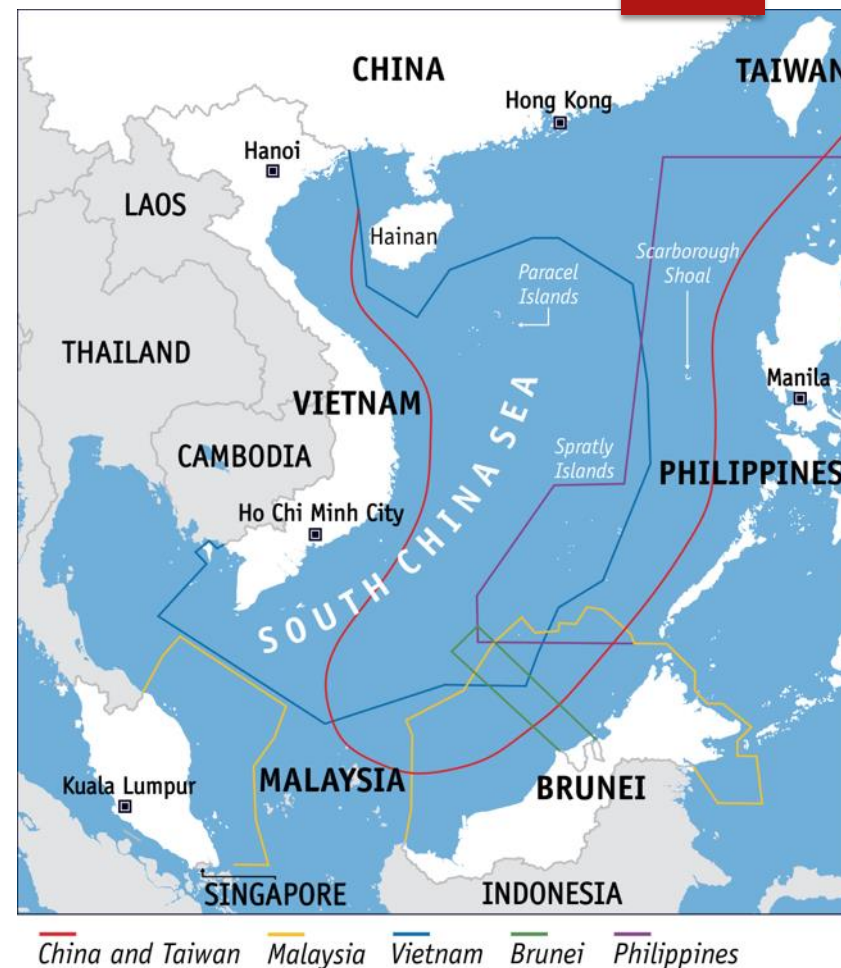 CHINA
TAIWAN
Hong Kong
Hanoi
LAOS
Hainan
Paracel
Islands
Scarborough
Shoal
THAILAND
VIETNAM
Manila
CAMBODIA
Spratly
Islands
PHILIPPINES
Ho Chi Minh City
SOUTH CHINA SEA
Kuala Lumpur
MALAYSIA
BRUNEI
SINGAPORE
INDONESIA
China and Taiwan Malaysia Vietnam Brunei Philippines